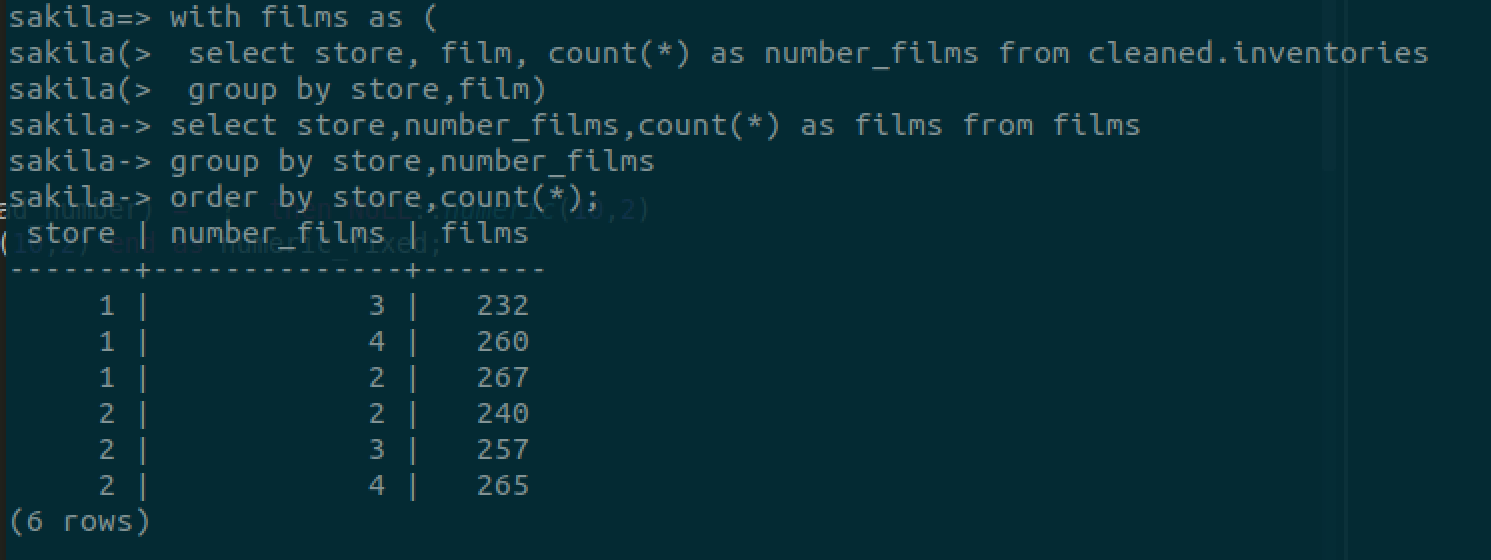 sakila=> with films as (
sakila(>  select store, film, count(*) as number_films from cleaned.inventories
sakila(>  group by store,film)
sakila-> select store,number_films,count(*) as films from films
sakila-> group by store,number_films
sakila-> order by store,count(*);
 store | number_films | films
-------+--------------+-------
     1 |            3 |   232
     1 |            4 |   260
     1 |            2 |   267
     2 |            2 |   240
     2 |            3 |   257
     2 |            4 |   265
(6 rows)